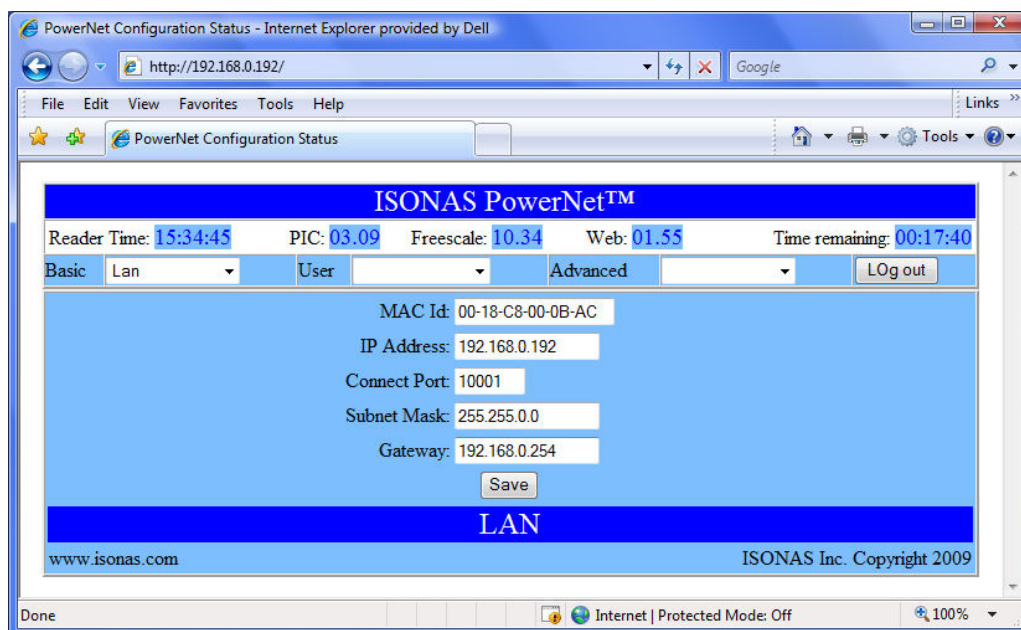 PowerNet Configuration Status - Internet Explorer provided by Dell
http://192.168.0.192/
Google
File Edit View Favorites Tools Help
Links »
PowerNet Configuration Status
Tools
ISONAS PowerNet™
Reader Time: 15:34:45 PIC: 03.09 Freescale: 10.34 Web: 01.55 Time remaining: 00:17:40
Basic Lan User Advanced LOg out
MAC Id: 00-18-C8-00-0B-AC
IP Address: 192.168.0.192
Connect Port: 10001
Subnet Mask: 255.255.0.0
Gateway: 192.168.0.254
Save
LAN
www.isonas.com ISONAS Inc. Copyright 2009
Done Internet | Protected Mode: Off 100%